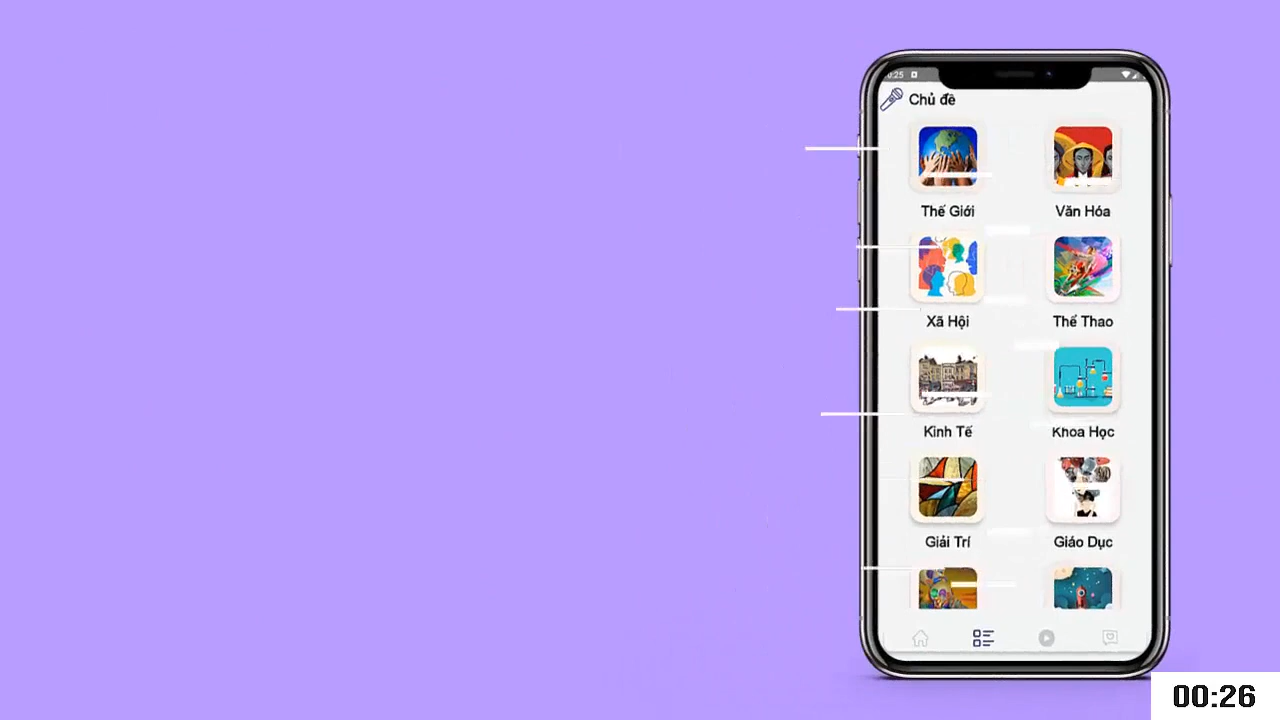 0:25
Chủ đề
Thế Giới
Văn Hóa
Xã Hội
Thể Thao
Kinh Tế
Khoa Học
Giải Trí
Giáo Dục
00:26